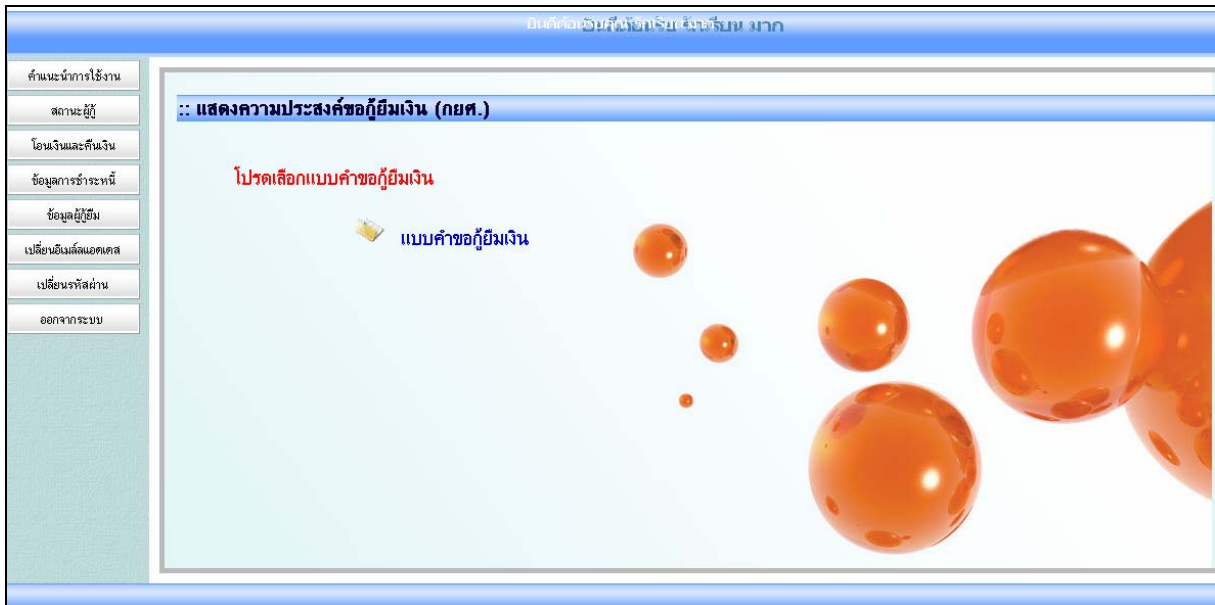 มาก
คำแนะนำการใช้งาน
สถานะผู้กู้
โอนเงินและคืนเงิน
ข้อมูลการชำระหนี้
ข้อมูลผู้กู้ยืม
เปลี่ยนอีเมล์แอดเดส
เปลี่ยนรหัสผ่าน
ออกจากระบบ
:: แสดงความประสงค์ขอกู้ยืมเงิน (กยศ.)
โปรดเลือกแบบคำขอกู้ยืมเงิน
แบบคำขอกู้ยืมเงิน